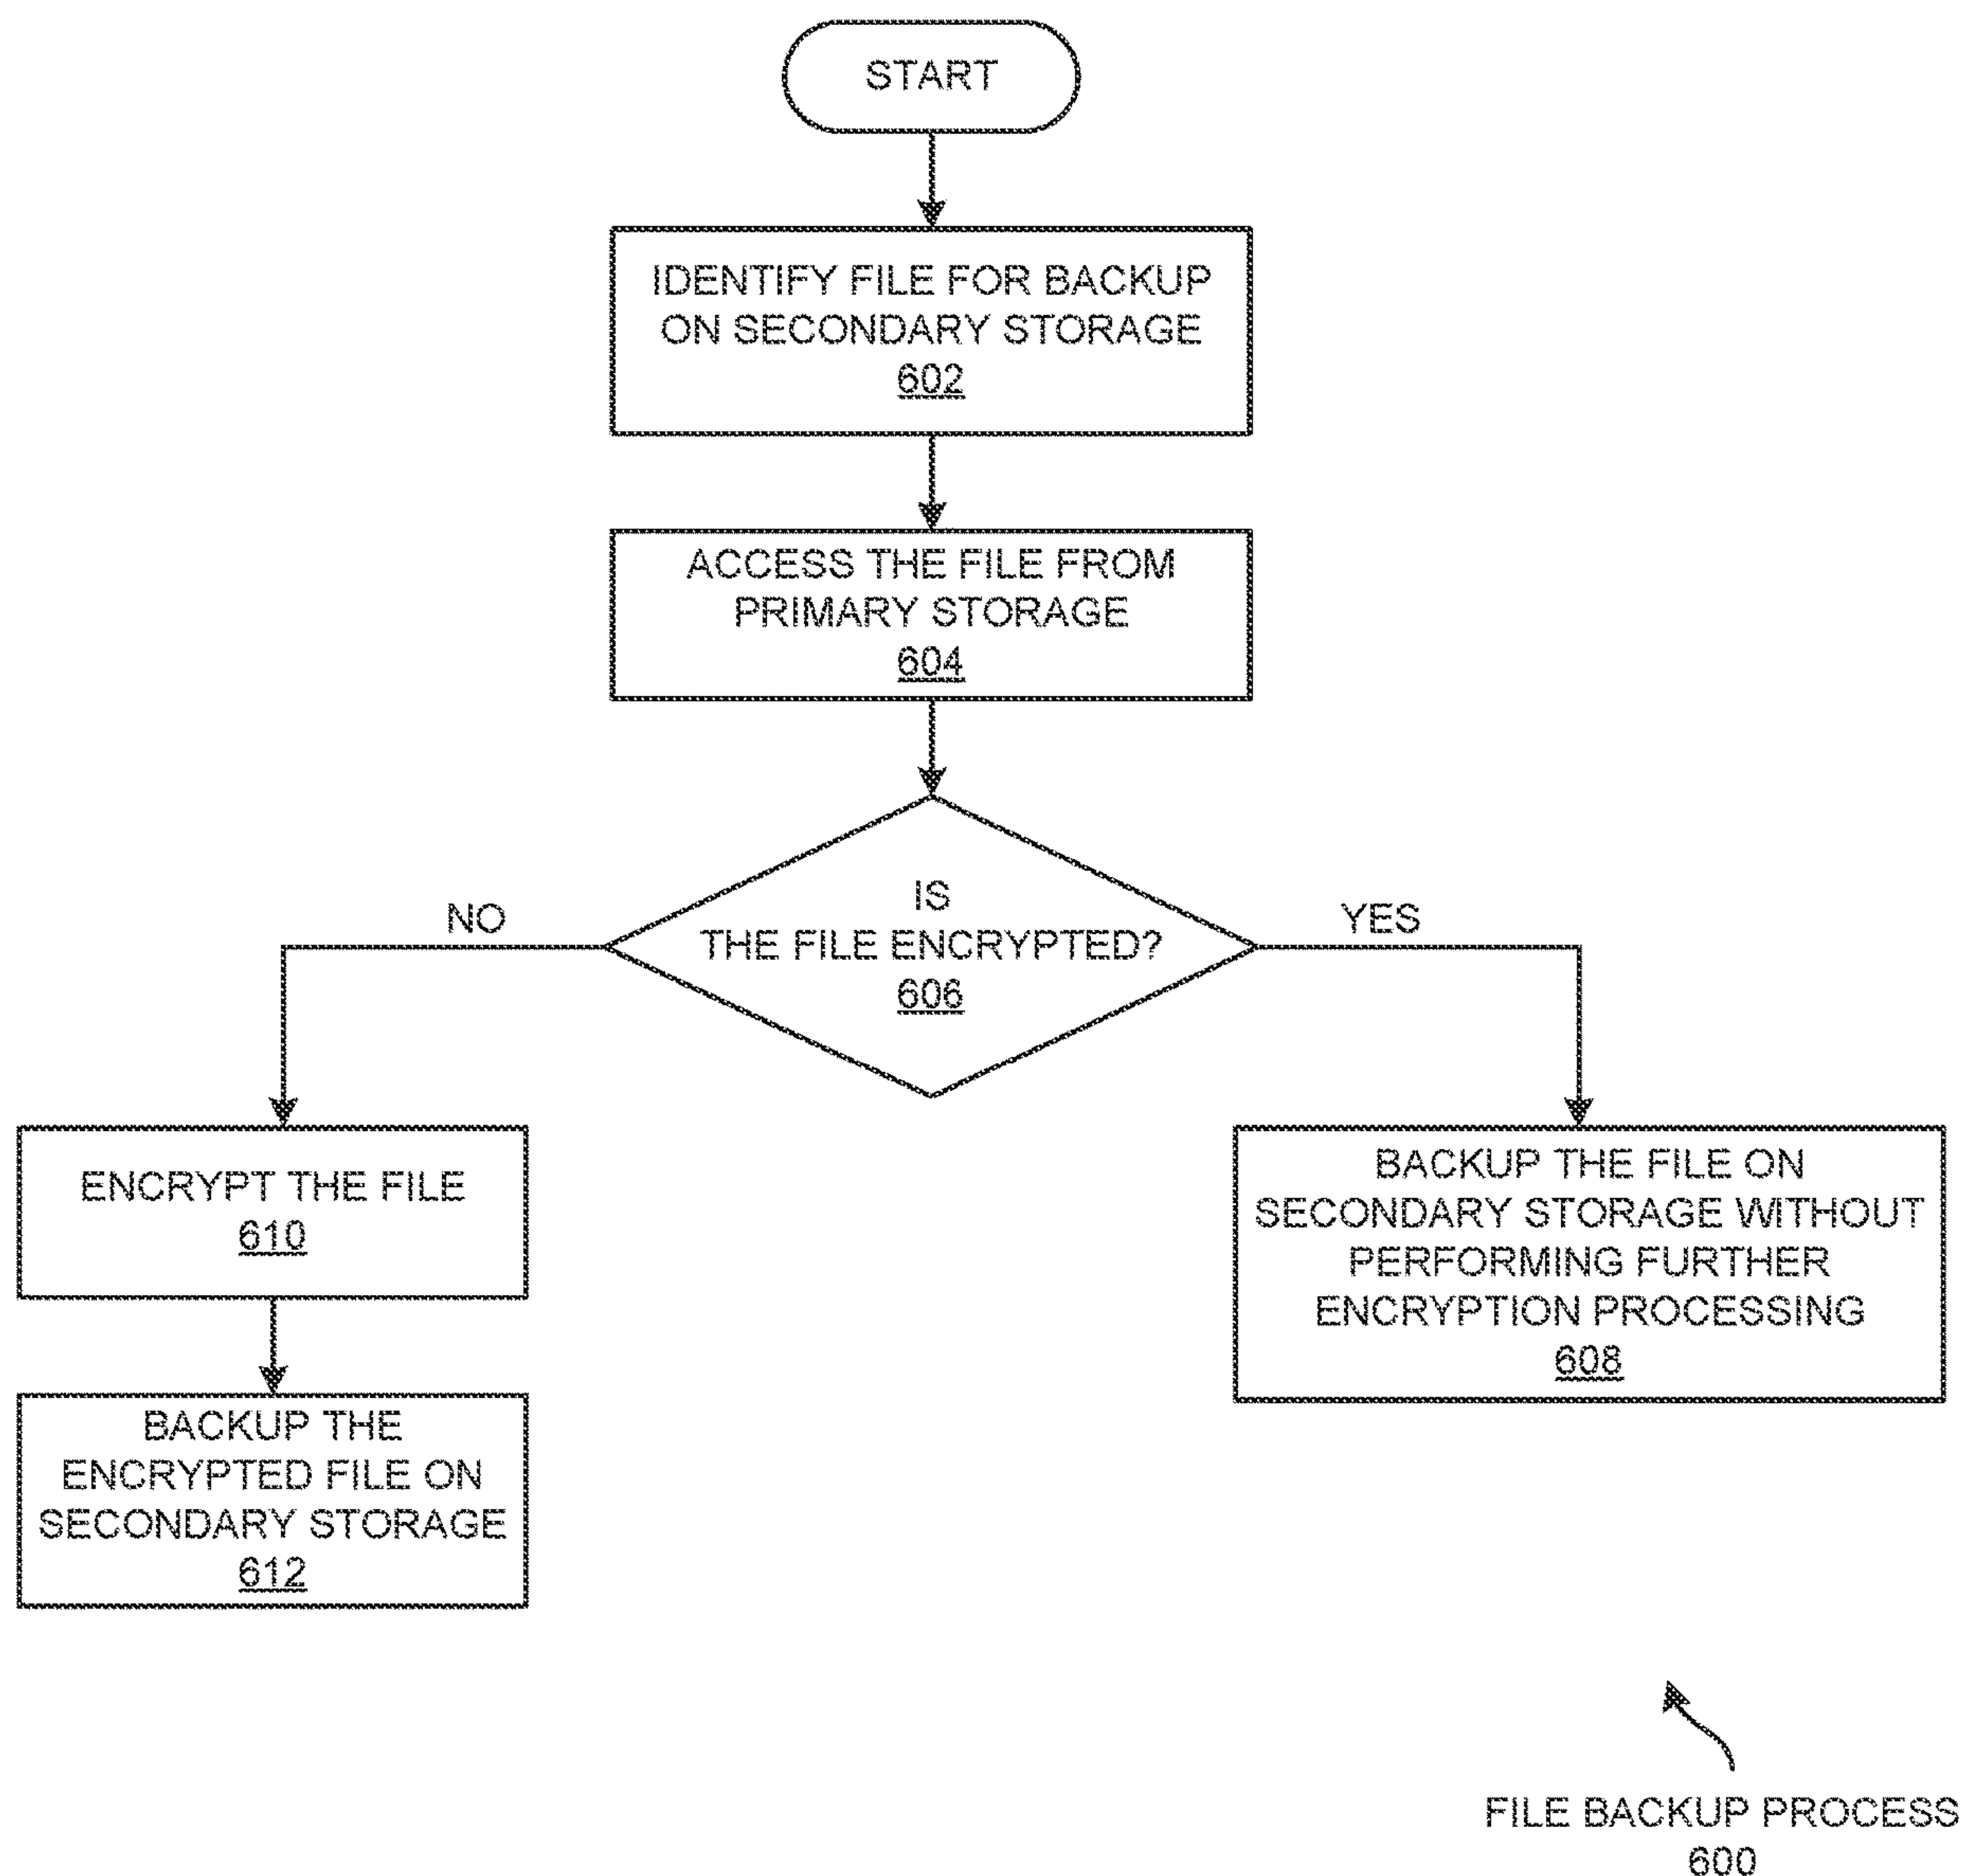 START
IDENTIFY FILE FOR BACKUP
ON SECONDARY STORAGE
602
ACCESS THE FILE FROM
PRIMARY STORAGE
604
IS
THE FILE ENCRYPTED?
606
NO
YES
ENCRYPT THE FILE
610
BACKUP THE
ENCRYPTED FILE ON
SECONDARY STORAGE
612
BACKUP THE FILE ON
SECONDARY STORAGE WITHOUT
PERFORMING FURTHER
ENCRYPTION PROCESSING
608
FILE BACKUP PROCESS
600